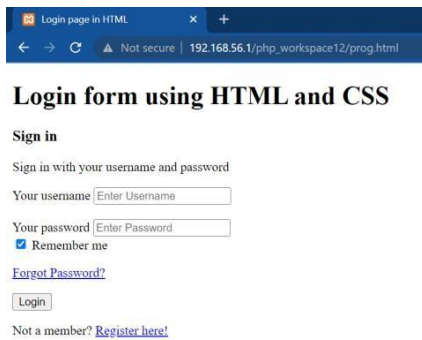 Login page in HTML
Not secure | 192.168.56.1/php_workspace12/prog.html
Login form using HTML and CSS
Sign in
Sign in with your username and password
Your username Enter Username
Your password Enter Password
Remember me
Forgot Password?
Login
Not a member? Register here!